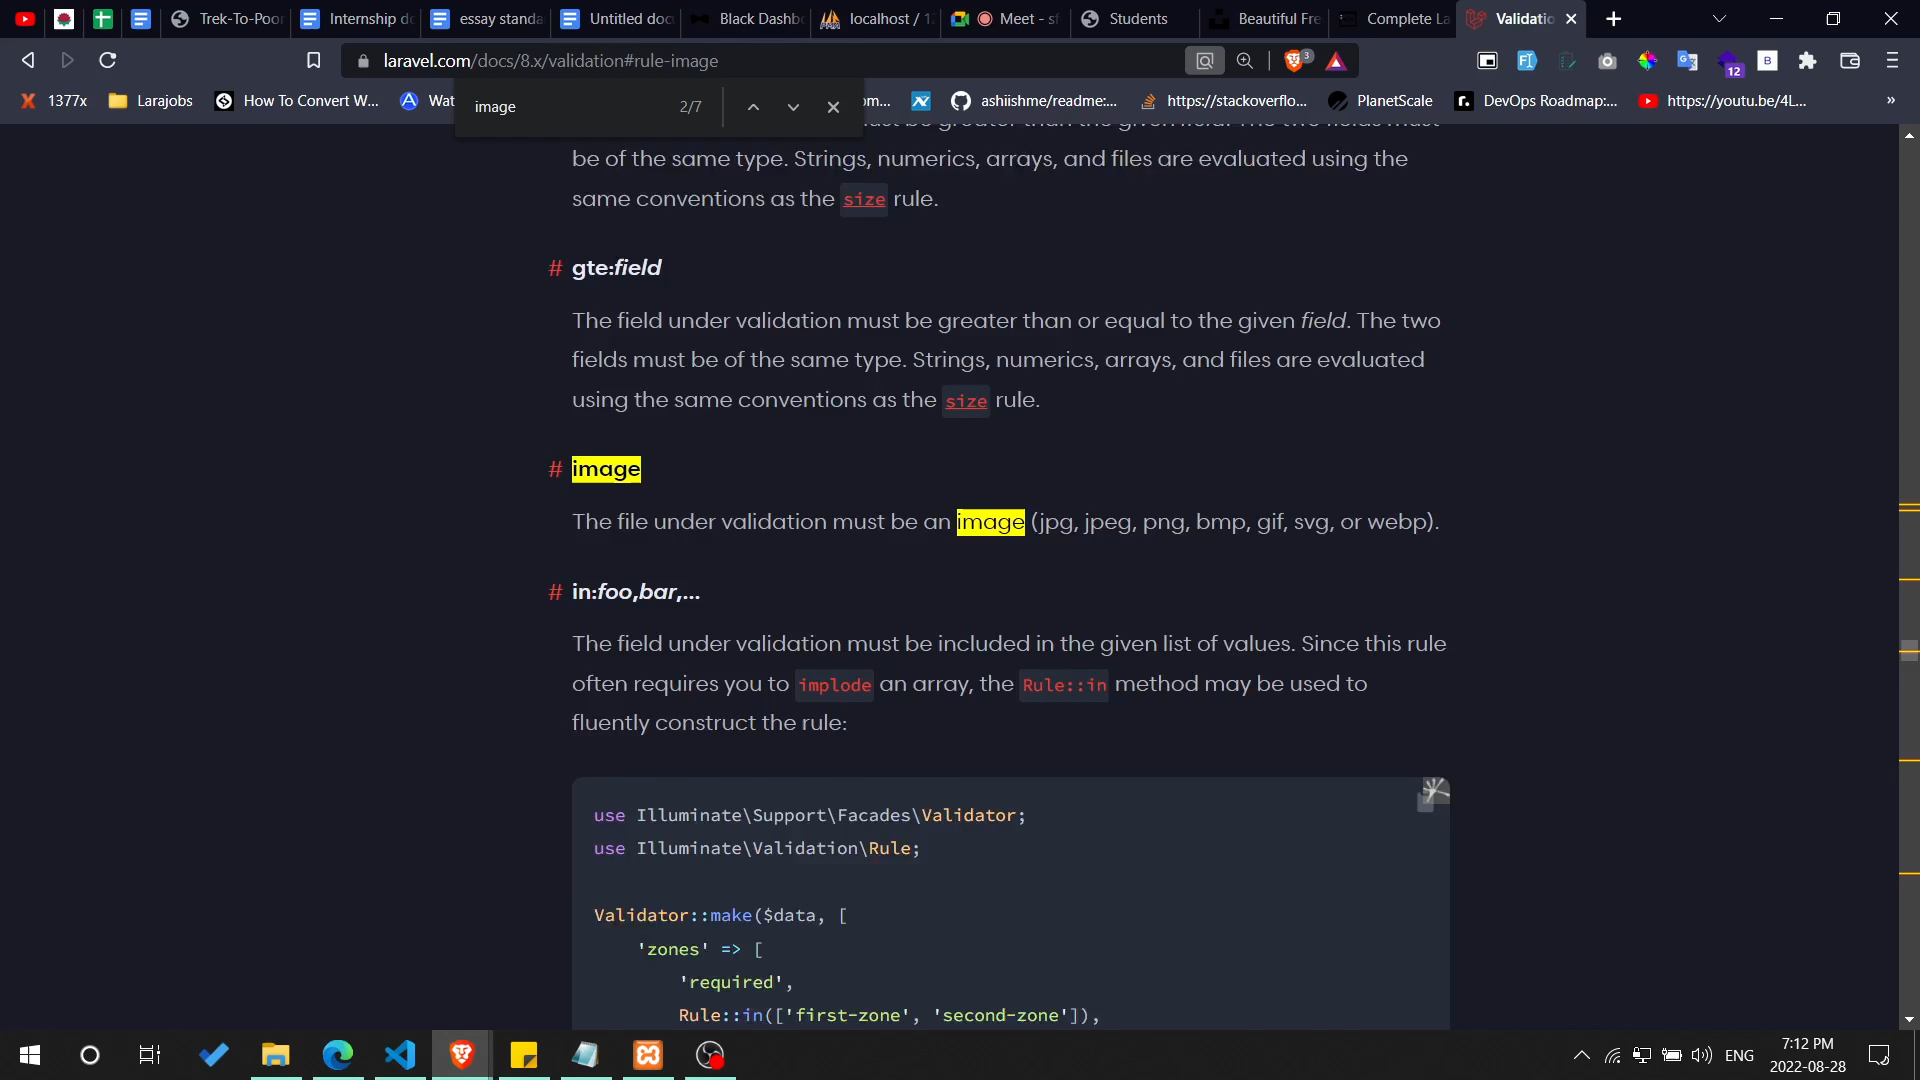 Trek-To-Poor
Internship do
essay standa
Untitled docu
Black Dashbo
localhost / 12
Meet - sf
Students
Beautiful Fre
Complete La
Validatio
laravel.com/docs/8.x/validation#rule-image
3
12
1377x
Larajobs
How To Convert W...
Wat
ashiishme/readme:...
https://stackoverflo...
PlanetScale
DevOps Roadmap:...
https://youtu.be/4L...
»
image 2/7
be of the same type. Strings, numerics, arrays, and files are evaluated using the
same conventions as the size rule.
# gte:field
The field under validation must be greater than or equal to the given field. The two
fields must be of the same type. Strings, numerics, arrays, and files are evaluated
using the same conventions as the size rule.
# image
The file under validation must be an image (jpg, jpeg, png, bmp, gif, svg, or webp).
# in:foo,bar,...
The field under validation must be included in the given list of values. Since this rule
often requires you to implode an array, the Rule::in method may be used to
fluently construct the rule:
use Illuminate\Support\Facades\Validator;
use Illuminate\Validation\Rule;
Validator::make($data, [
'zones' => [
'required',
Rule::in(['first-zone', 'second-zone']),
ENG
7:12 PM
2022-08-28